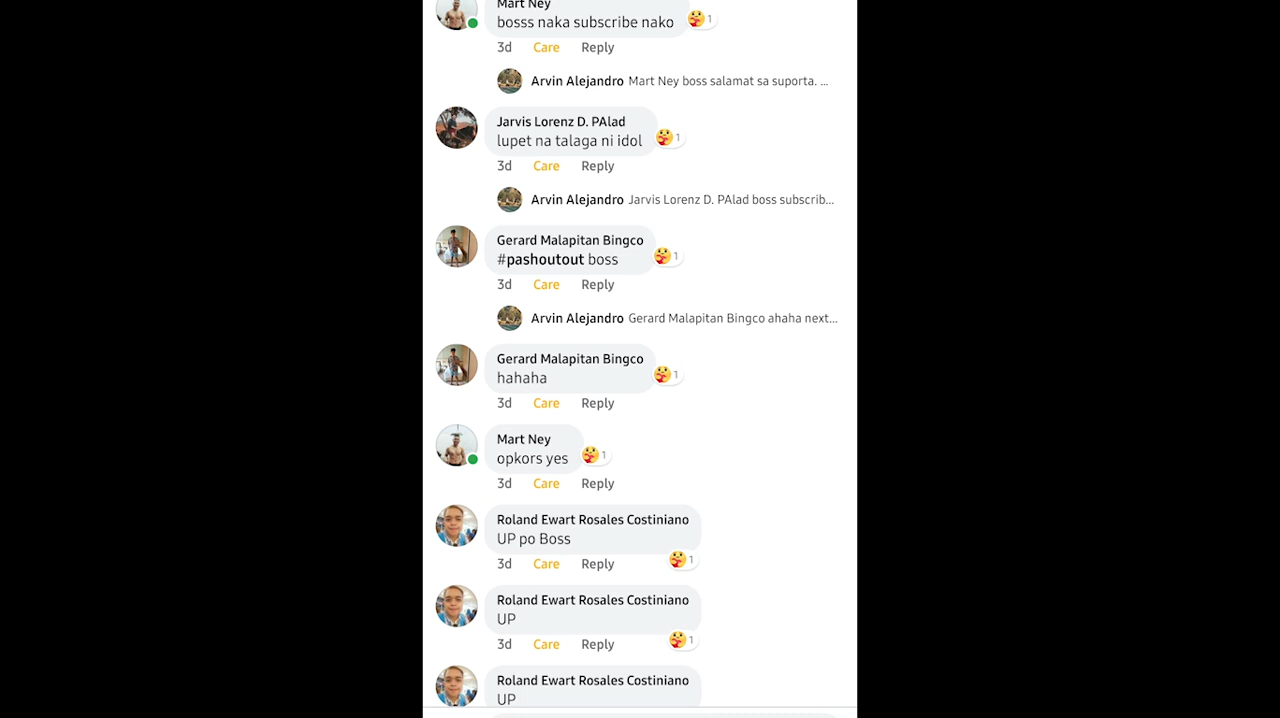 Mart Ney
bosss naka subscribe nako
1
3d Care Reply
Arvin Alejandro Mart Ney boss salamat sa suporta. ...
Jarvis Lorenz D. PAlad
lupet na talaga ni idol
1
3d Care Reply
Arvin Alejandro Jarvis Lorenz D. PAlad boss subscrib...
Gerard Malapitan Bingco
#pashoutout boss
1
3d Care Reply
Arvin Alejandro Gerard Malapitan Bingco ahaha next...
Gerard Malapitan Bingco
hahaha
1
3d Care Reply
Mart Ney
opkors yes
1
3d Care Reply
Roland Ewart Rosales Costiniano
UP po Boss
3d Care Reply 1
Roland Ewart Rosales Costiniano
UP
3d Care Reply 1
Roland Ewart Rosales Costiniano
UP